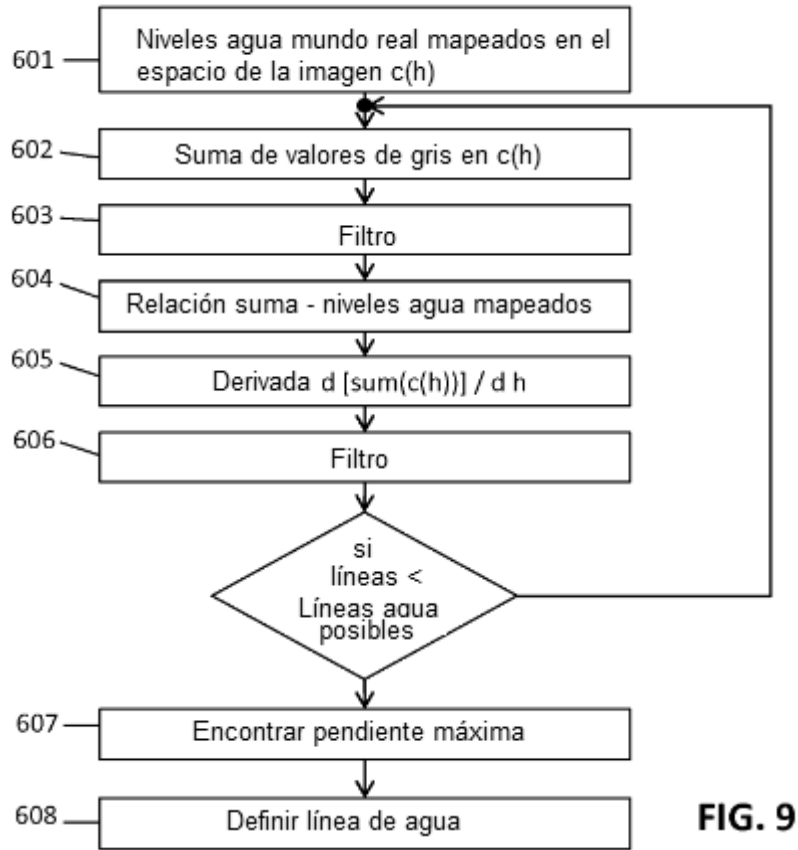 601
Niveles agua mundo real mapeados en el
espacio de la imagen c(h)
602
Suma de valores de gris en c(h)
603
Filtro
604
Relación suma - niveles agua mapeados
605
Derivada d [sum(c(h))] / d h
606
Filtro
si
líneas <
Líneas agua
posibles
607
Encontrar pendiente máxima
608
Definir línea de agua
FIG. 9